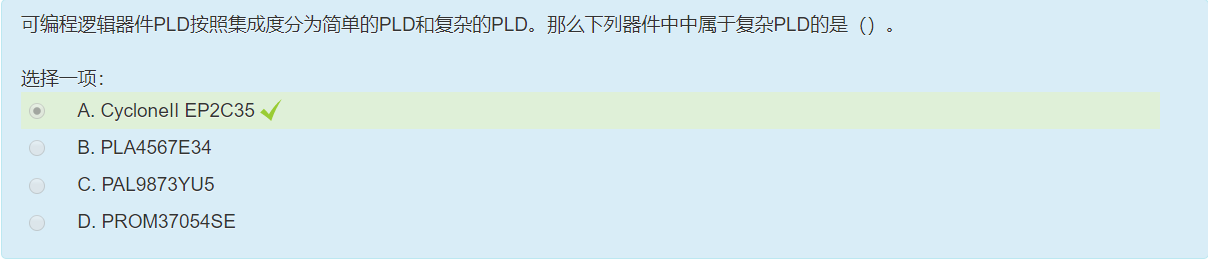 可编程逻辑器件PLD按照集成度分为简单的PLD和复杂的PLD。那么下列器件中中属于复杂PLD的是（）。
选择一项：
A. CycloneII EP2C35
B. PLA4567E34
C. PAL9873YU5
D. PROM37054SE